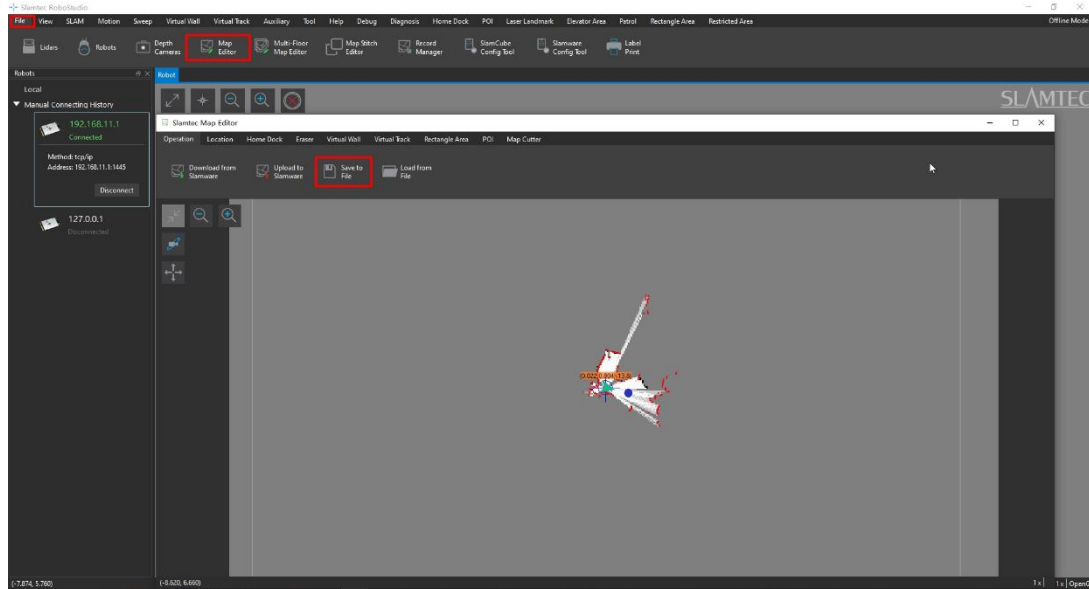 Slamtec RoboStudio
File View SLAM Motion Sweep Virtual Wall Virtual Track Auxiliary Tool Help Debug Diagnosis Home Dock POI Laser Landmark Elevator Area Patrol Rectangle Area Restricted Area Offline Mode
Lidars Robots Depth Cameras Map Editor Multi-Floor Map Editor Map Stitch Editor Record Manager SlamCube Config Tool Slamware Config Tool Label Print
Robots
Robot
Local
Manual Connecting History
SLAMTEC
192.168.11.1
Connected
Method: tcp/ip
Address: 192.168.11.1:1445
Disconnect
127.0.0.1
Disconnected
Slamtec Map Editor
Operation Location Home Dock Eraser Virtual Wall Virtual Track Rectangle Area POI Map Cutter
Download from Slamware Upload to Slamware Save to File Load from File
(-7.874, 5.760)
(-8.620, 6.660)
1x
1x OpenG